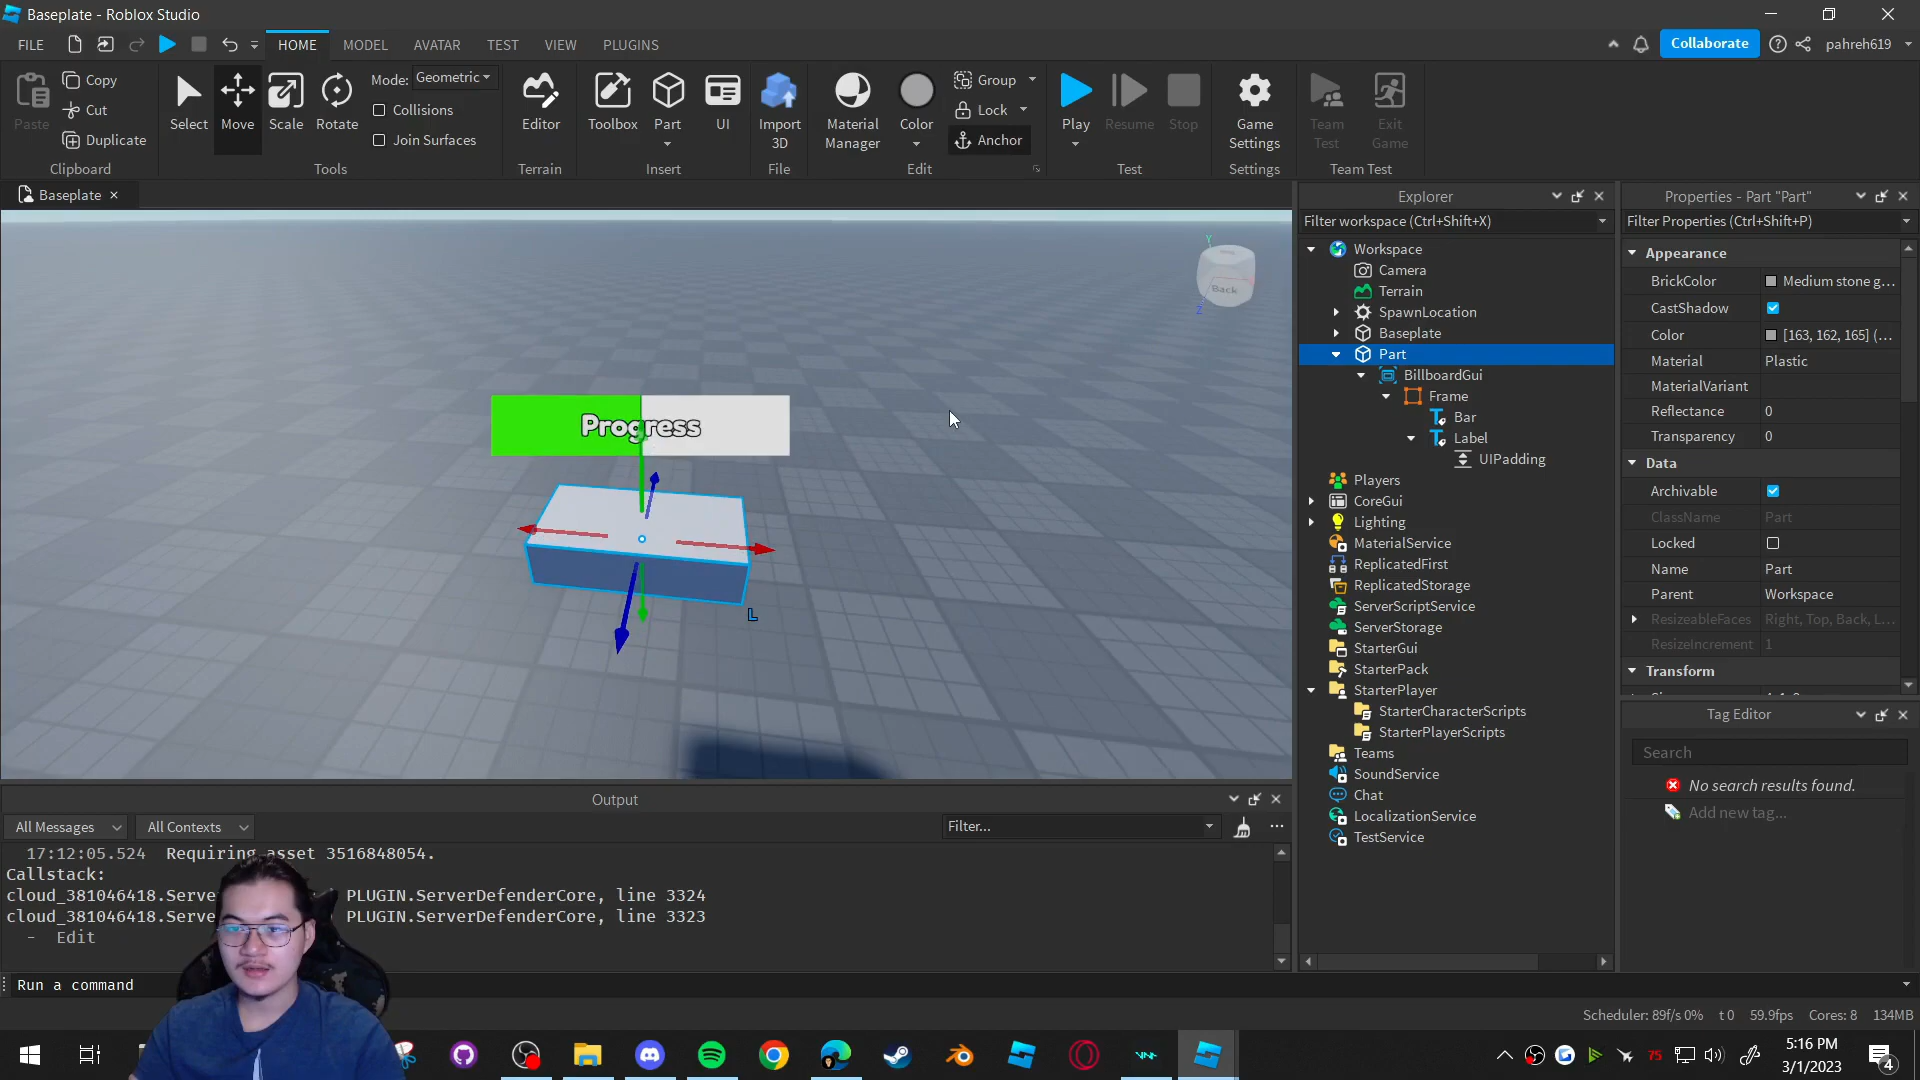 Baseplate - Roblox Studio
FILE HOME MODEL AVATAR TEST VIEW PLUGINS Collaborate pahreh619
Paste Copy Cut Duplicate Clipboard
Select Move Scale Rotate Mode: Geometric Collisions Join Surfaces Tools
Editor Terrain
Toolbox Part UI Insert
Import 3D File
Material Manager Color Group Lock Anchor Edit
Play Resume Stop Test
Game Settings Settings
Team Test Exit Game Team Test
Baseplate
Y
Back
Z
Progress
L
Explorer
Filter workspace (Ctrl+Shift+X)
Workspace
Camera
Terrain
SpawnLocation
Baseplate
Part
BillboardGui
Frame
Bar
Label
UIPadding
Players
CoreGui
Lighting
MaterialService
ReplicatedFirst
ReplicatedStorage
ServerScriptService
ServerStorage
StarterGui
StarterPack
StarterPlayer
StarterCharacterScripts
StarterPlayerScripts
Teams
SoundService
Chat
LocalizationService
TestService
Properties - Part "Part"
Filter Properties (Ctrl+Shift+P)
Appearance
BrickColor Medium stone g...
CastShadow
Color [163, 162, 165] (...
Material Plastic
MaterialVariant
Reflectance 0
Transparency 0
Data
Archivable
ClassName Part
Locked
Name Part
Parent Workspace
ResizeableFaces Right, Top, Back, L...
ResizeIncrement 1
Transform
Tag Editor
Search
No search results found.
Add new tag...
Output
All Messages All Contexts Filter...
17:12:05.524 Requiring asset 3516848054.
Callstack:
cloud_381046418.Serve PLUGIN.ServerDefenderCore, line 3324
cloud_381046418.Serve PLUGIN.ServerDefenderCore, line 3323
- Edit
Run a command
Scheduler: 89f/s 0% t 0 59.9fps Cores: 8 134MB
75
5:16 PM
3/1/2023
4